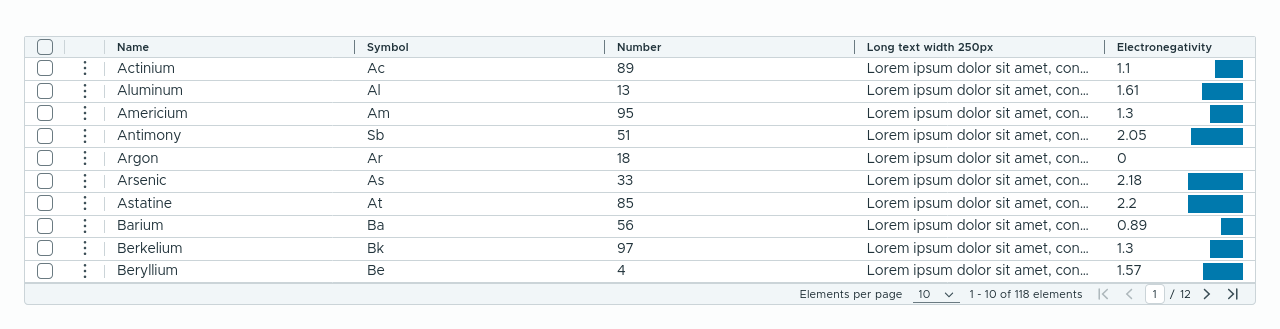 Name Symbol Number Long text width 250px Electronegativity
Actinium Ac 89 Lorem ipsum dolor sit amet, con... 1.1
Aluminum Al 13 Lorem ipsum dolor sit amet, con... 1.61
Americium Am 95 Lorem ipsum dolor sit amet, con... 1.3
Antimony Sb 51 Lorem ipsum dolor sit amet, con... 2.05
Argon Ar 18 Lorem ipsum dolor sit amet, con... 0
Arsenic As 33 Lorem ipsum dolor sit amet, con... 2.18
Astatine At 85 Lorem ipsum dolor sit amet, con... 2.2
Barium Ba 56 Lorem ipsum dolor sit amet, con... 0.89
Berkelium Bk 97 Lorem ipsum dolor sit amet, con... 1.3
Beryllium Be 4 Lorem ipsum dolor sit amet, con... 1.57
Elements per page 10 1 - 10 of 118 elements 1 / 12